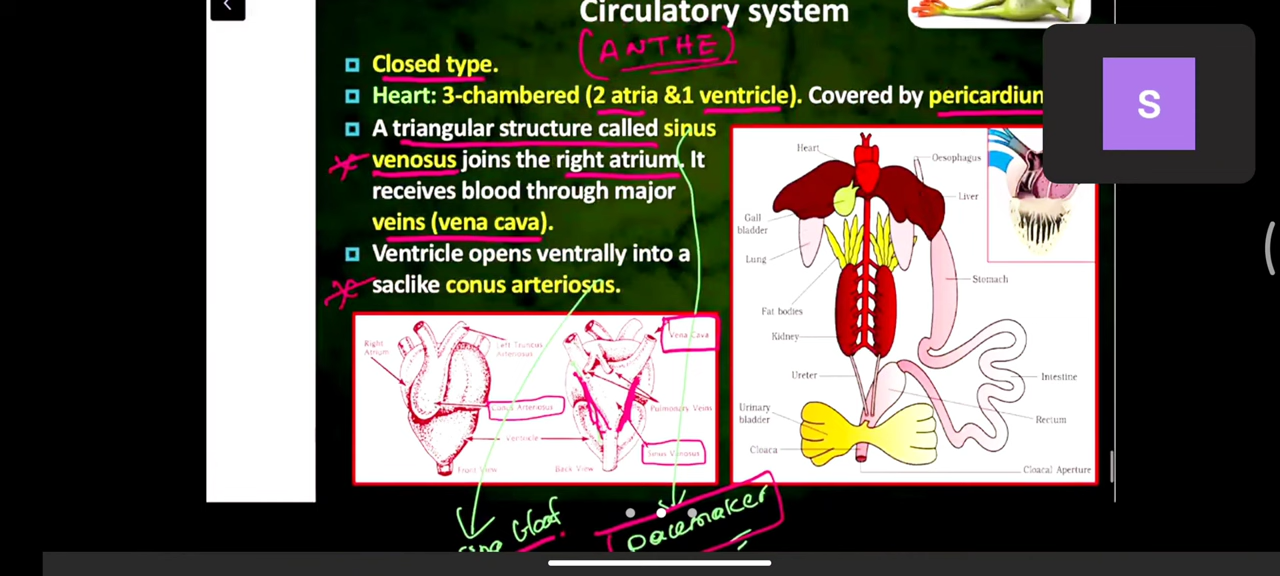 Circulatory system
(ANTHE)
Closed type.
Heart: 3-chambered (2 atria &1 ventricle). Covered by pericardium
A triangular structure called sinus
venosus joins the right atrium. It
receives blood through major
veins (vena cava).
Ventricle opens ventrally into a
saclike conus arteriosus.
Right
Atrium
Left Truncus
Arteriosus
Conus Arteriosus
Ventricle
Front View
Back View
Vena Cava
Pulmonary Veins
Sinus Venosus
Heart
Oesophagus
Liver
Gall
bladder
Lung
Stomach
Fat bodies
Kidney
Ureter
Intestine
Urinary
bladder
Rectum
Cloaca
Cloacal Aperture
pacemaker
S